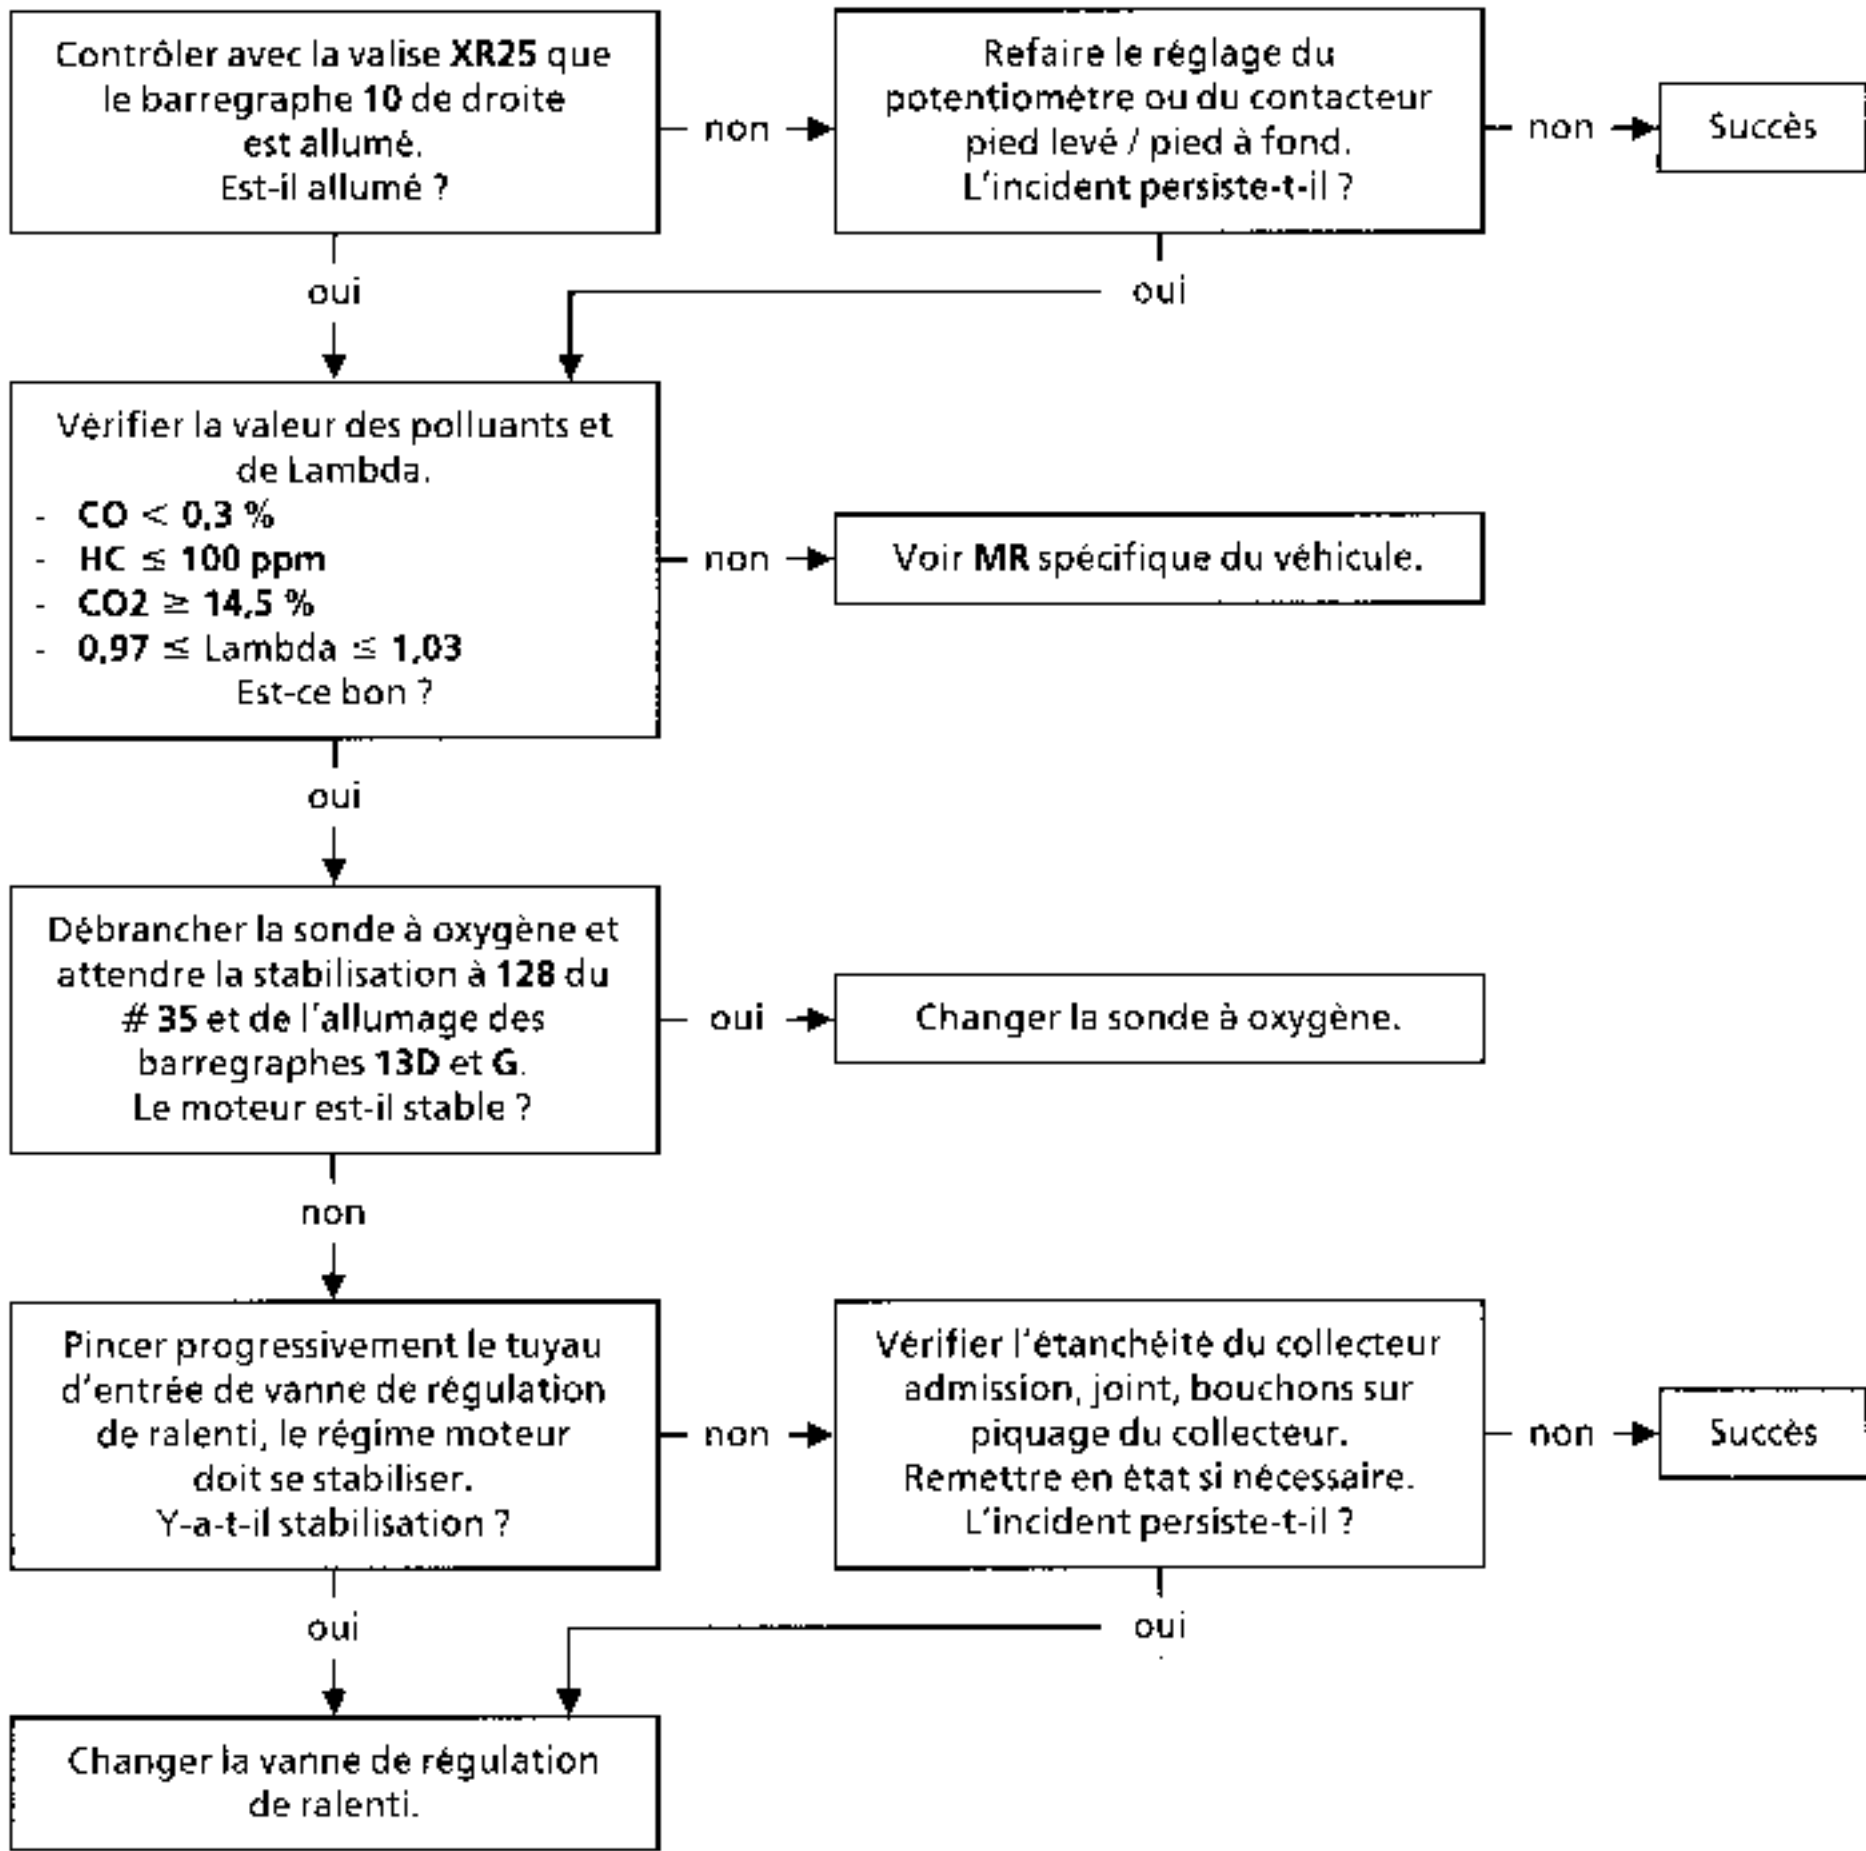 Contrôler avec la valise XR25 que
le barregraphe 10 de droite
est allumé.
Est-il allumé ?
non
Refaire le réglage du
potentiomètre ou du contacteur
pied levé / pied à fond.
L'incident persiste-t-il ?
non
Succès
oui
oui
Vérifier la valeur des polluants et
de Lambda.
- CO < 0,3 %
- HC ≤ 100 ppm
- CO2 ≥ 14,5 %
- 0,97 ≤ Lambda ≤ 1,03
Est-ce bon ?
non
Voir MR spécifique du véhicule.
oui
Débrancher la sonde à oxygène et
attendre la stabilisation à 128 du
# 35 et de l'allumage des
barregraphes 13D et G.
Le moteur est-il stable ?
oui
Changer la sonde à oxygène.
non
Pincer progressivement le tuyau
d'entrée de vanne de régulation
de ralenti, le régime moteur
doit se stabiliser.
Y-a-t-il stabilisation ?
non
Vérifier l'étanchéité du collecteur
admission, joint, bouchons sur
piquage du collecteur.
Remettre en état si nécessaire.
L'incident persiste-t-il ?
non
Succès
oui
oui
Changer la vanne de régulation
de ralenti.